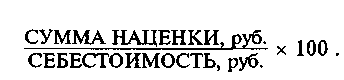 СУММА НАЦЕНКИ, руб.
СЕБЕСТОИМОСТЬ, руб. × 100 .